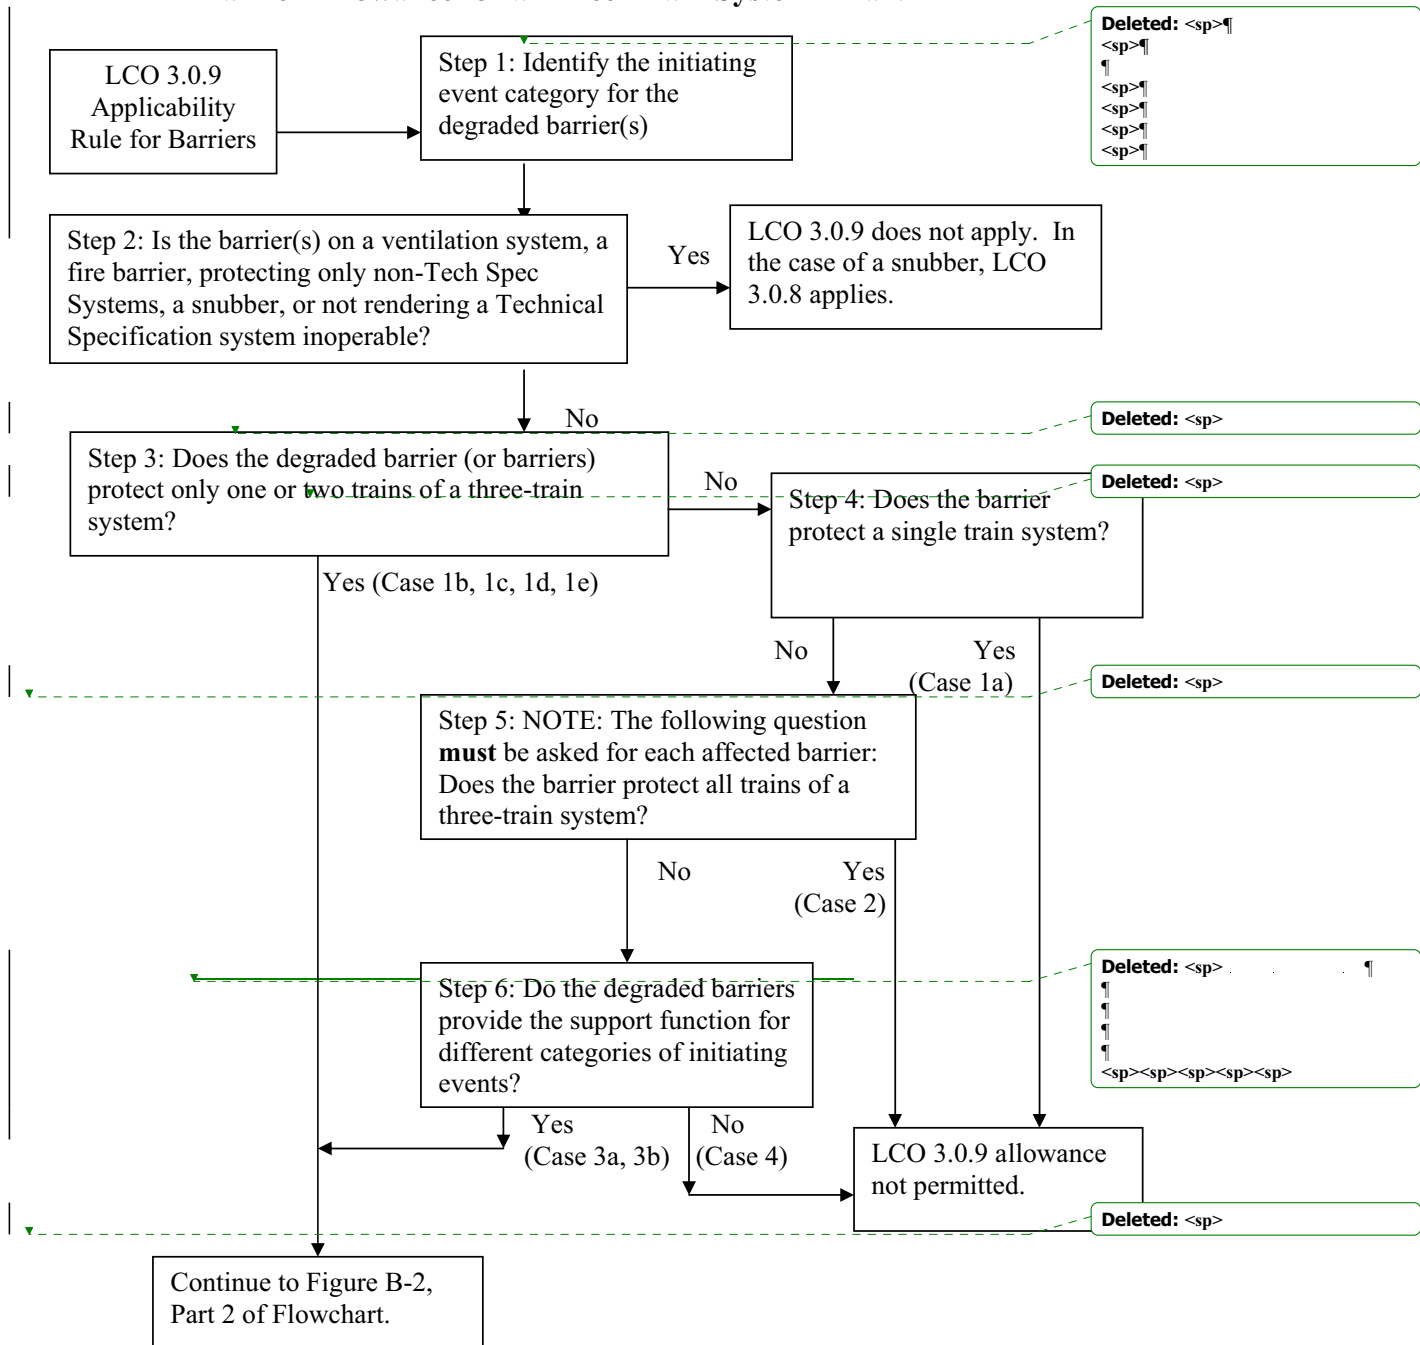 LCO 3.0.9
Applicability
Rule for Barriers
Step 1: Identify the initiating
event category for the
degraded barrier(s)
Deleted: <sp>¶
<sp>¶
¶
<sp>¶
<sp>¶
<sp>¶
<sp>¶
Step 2: Is the barrier(s) on a ventilation system, a
fire barrier, protecting only non-Tech Spec
Systems, a snubber, or not rendering a Technical
Specification system inoperable?
Yes
LCO 3.0.9 does not apply.  In
the case of a snubber, LCO
3.0.8 applies.
No
Deleted: <sp>
Step 3: Does the degraded barrier (or barriers)
protect only one or two trains of a three-train
system?
No
Step 4: Does the barrier
protect a single train system?
Deleted: <sp>
Yes (Case 1b, 1c, 1d, 1e)
No
Yes
(Case 1a)
Deleted: <sp>
Step 5: NOTE: The following question
must be asked for each affected barrier:
Does the barrier protect all trains of a
three-train system?
No
Yes
(Case 2)
Step 6: Do the degraded barriers
provide the support function for
different categories of initiating
events?
Deleted: <sp> ¶
¶
¶
¶
¶
<sp><sp><sp><sp><sp>
Yes
(Case 3a, 3b)
No
(Case 4)
LCO 3.0.9 allowance
not permitted.
Deleted: <sp>
Continue to Figure B-2,
Part 2 of Flowchart.